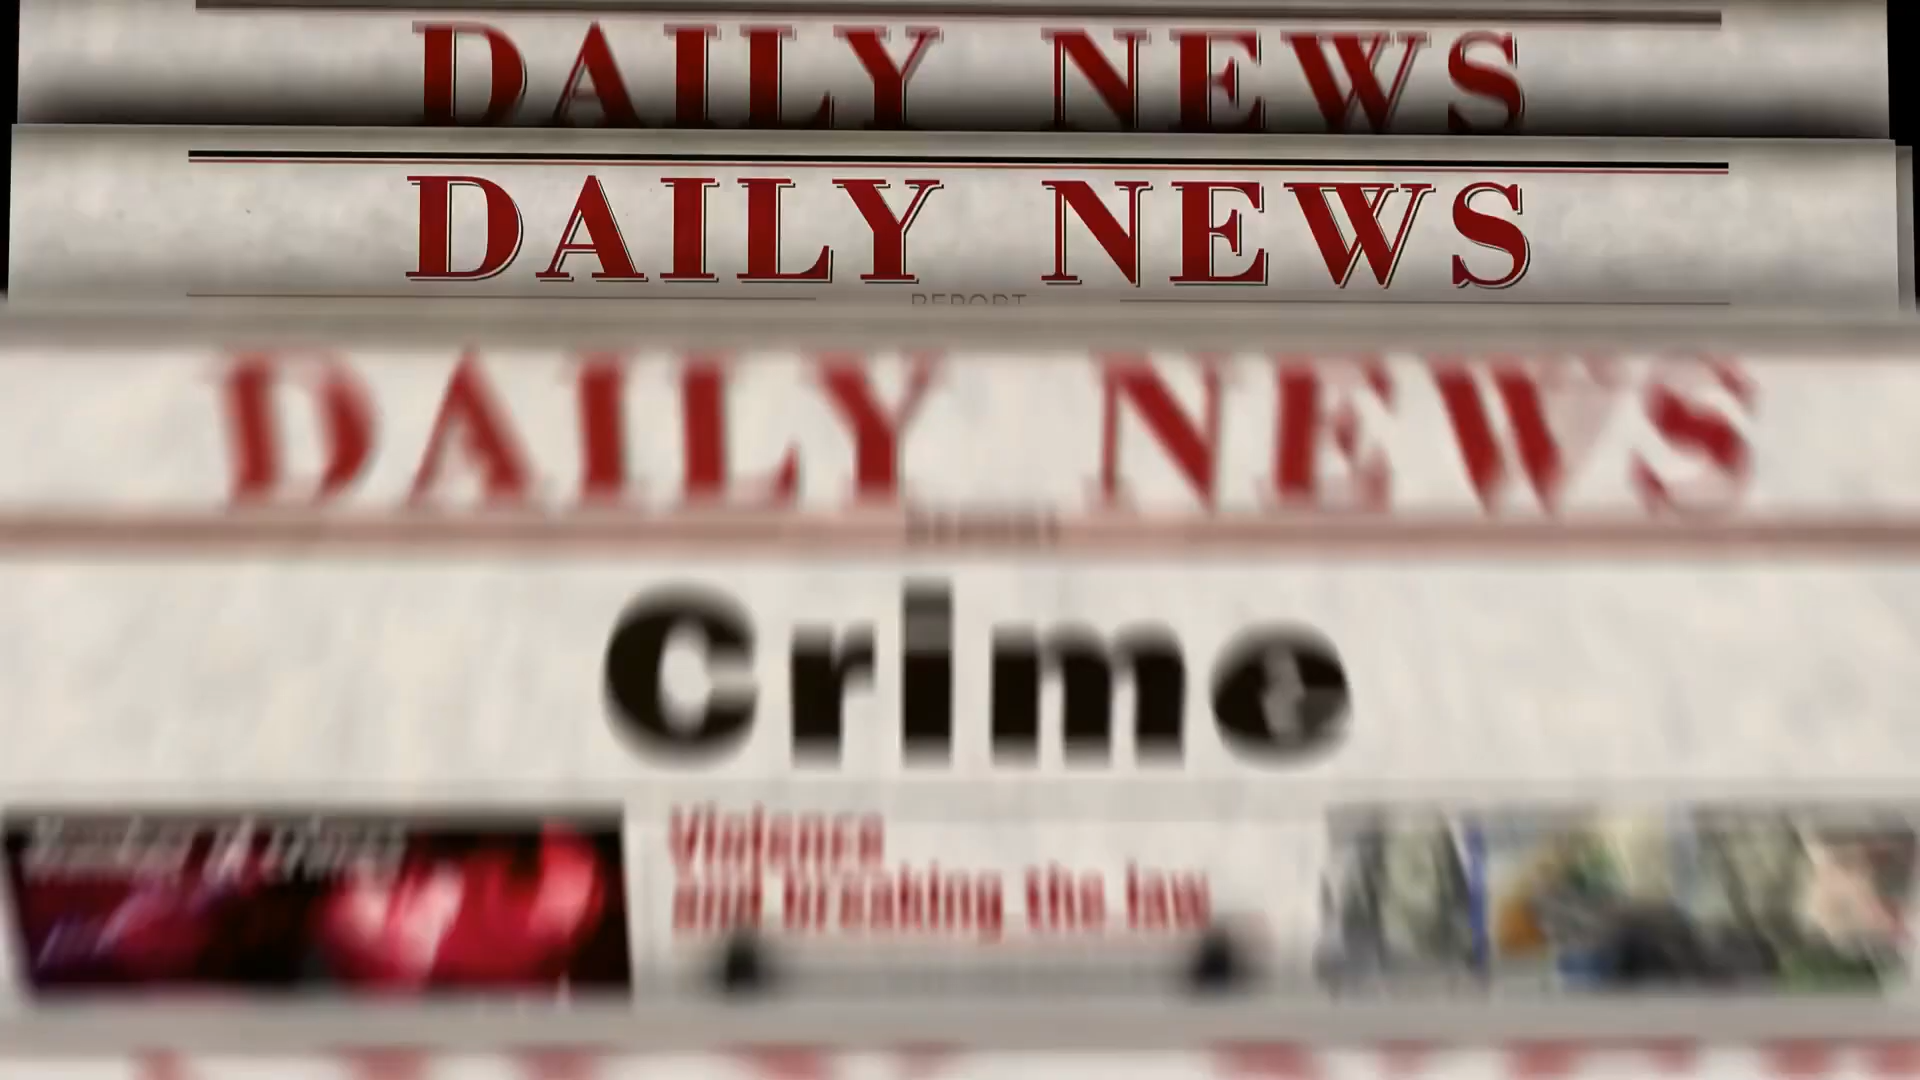 DAILY NEWS
DAILY NEWS
REPORT
DAILY NEWS
Crime
Violence
and breaking the law